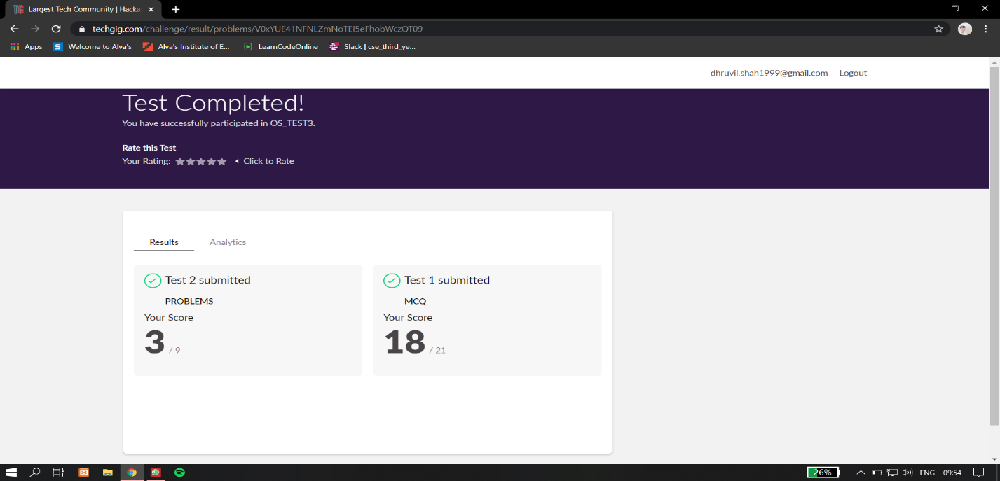 Largest Tech Community | Hacka
techgig.com/challenge/result/problems/V0xYUE41NFNLZmNoTEl5eFhobWczQT09
Apps Welcome to Alva's Alva's Institute of E... LearnCodeOnline Slack | cse_third_ye...
dhruvil.shah1999@gmail.com Logout
Test Completed!
You have successfully participated in OS_TEST3.
Rate this Test
Your Rating: Click to Rate
Results Analytics
Test 2 submitted
PROBLEMS
Your Score
3 / 9
Test 1 submitted
MCQ
Your Score
18 / 21
26% ENG 09:54